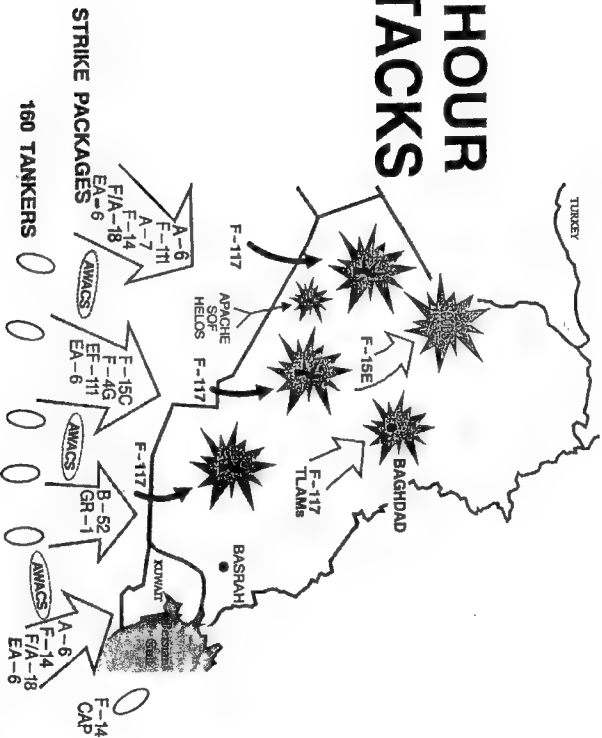 HOUR
TACKS
TURKEY
F-15E
BAGHDAD
F-117
TLAMs
F-117
APACHE
SOF
HELOS
F-117
F-117
BASRAH
KUWAIT
Persian
Gulf
A-6
F-111
A-7
F-14
F/A-18
EA-6
F-15C
F-4G
EF-111
EA-6
B-52
GR-1
A-6
F-14
F/A-18
EA-6
F-14
CAP
AWACS
AWACS
AWACS
STRIKE PACKAGES
160 TANKERS